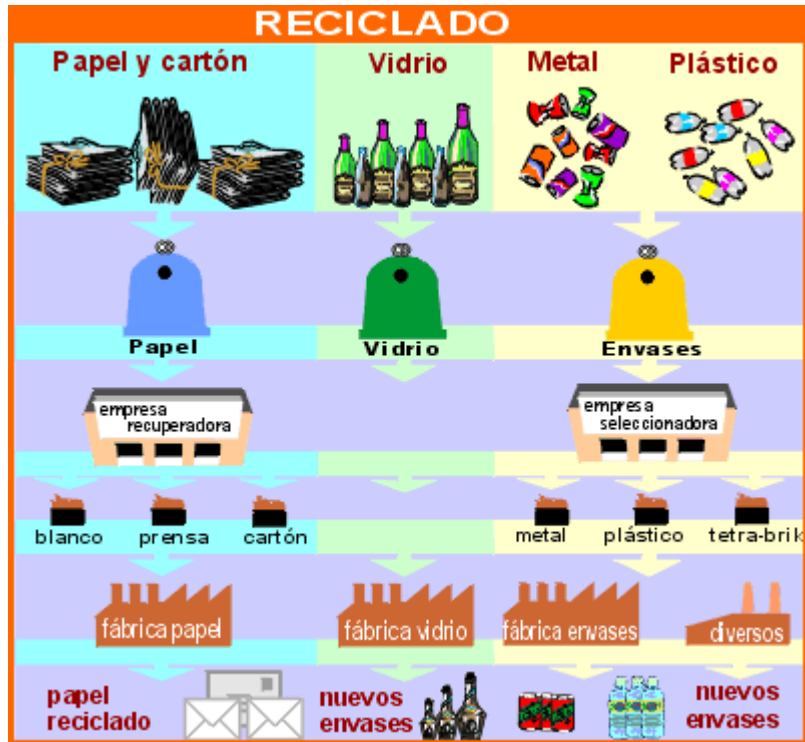 RECICLADO
Papel y cartón
Vidrio
Metal
Plástico
Papel
Vidrio
Envases
empresa
recuperadora
empresa
seleccionadora
blanco
prensa
cartón
metal
plástico
tetra-brik
fábrica papel
fábrica vidrio
fábrica envases
diversos
papel
reciclado
nuevos
envases
nuevos
envases